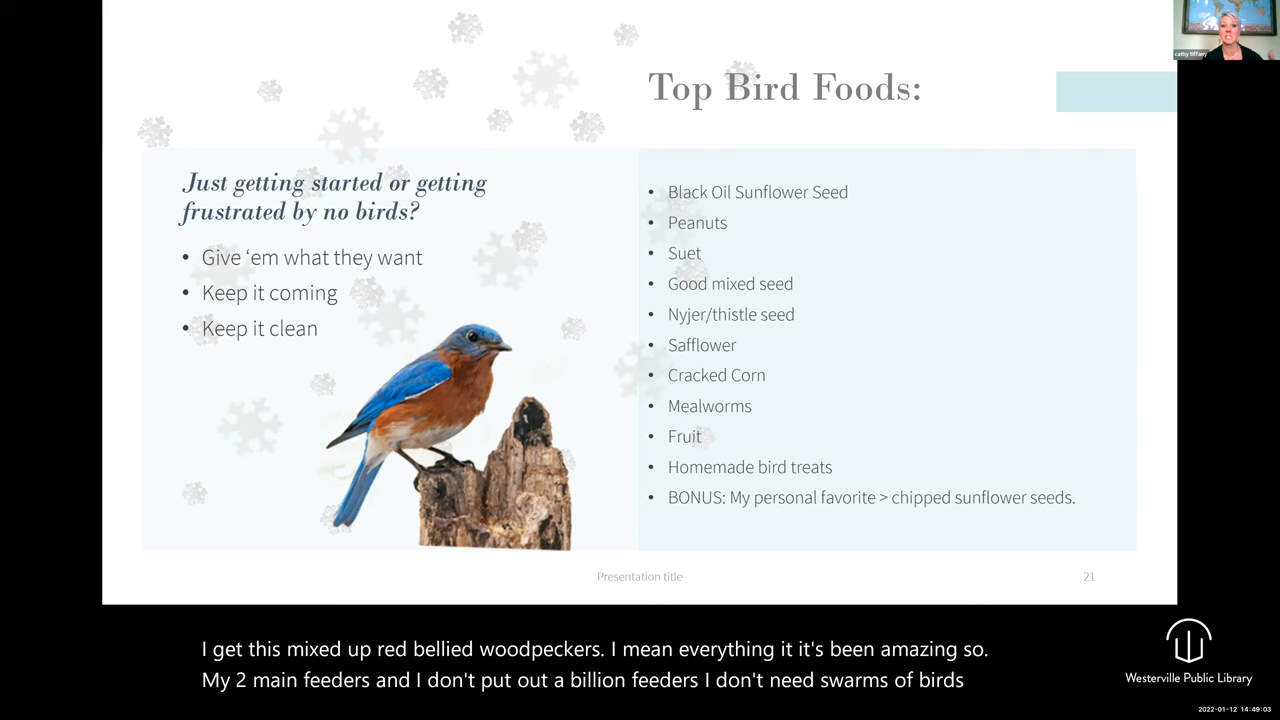 cathy tiffany
Top Bird Foods:
Just getting started or getting
frustrated by no birds?
• Give ‘em what they want
• Keep it coming
• Keep it clean
• Black Oil Sunflower Seed
• Peanuts
• Suet
• Good mixed seed
• Nyjer/thistle seed
• Safflower
• Cracked Corn
• Mealworms
• Fruit
• Homemade bird treats
• BONUS: My personal favorite > chipped sunflower seeds.
Presentation title
21
I get this mixed up red bellied woodpeckers. I mean everything it it's been amazing so.
My 2 main feeders and I don't put out a billion feeders I don't need swarms of birds
Westerville Public Library
2022-01-12 14:49:03